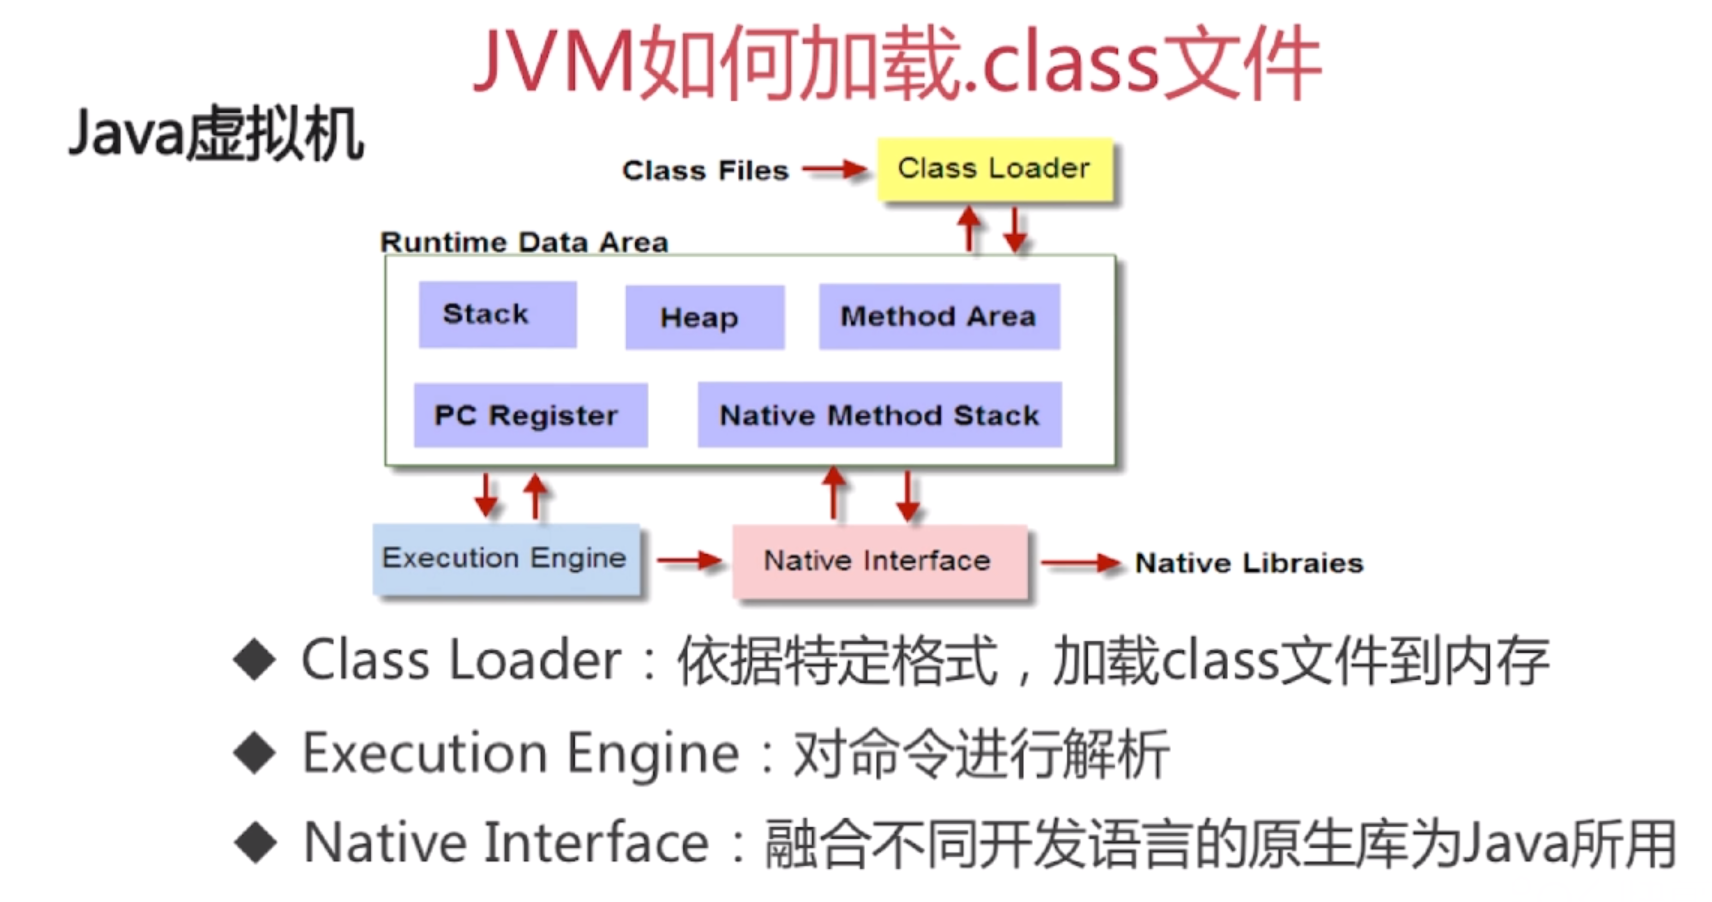 JVM如何加载.class文件
Java虚拟机
Class Files
Class Loader
Runtime Data Area
Stack
Heap
Method Area
PC Register
Native Method Stack
Execution Engine
Native Interface
Native Libraies
◆ Class Loader：依据特定格式，加载class文件到内存
◆ Execution Engine：对命令进行解析
◆ Native Interface：融合不同开发语言的原生库为Java所用